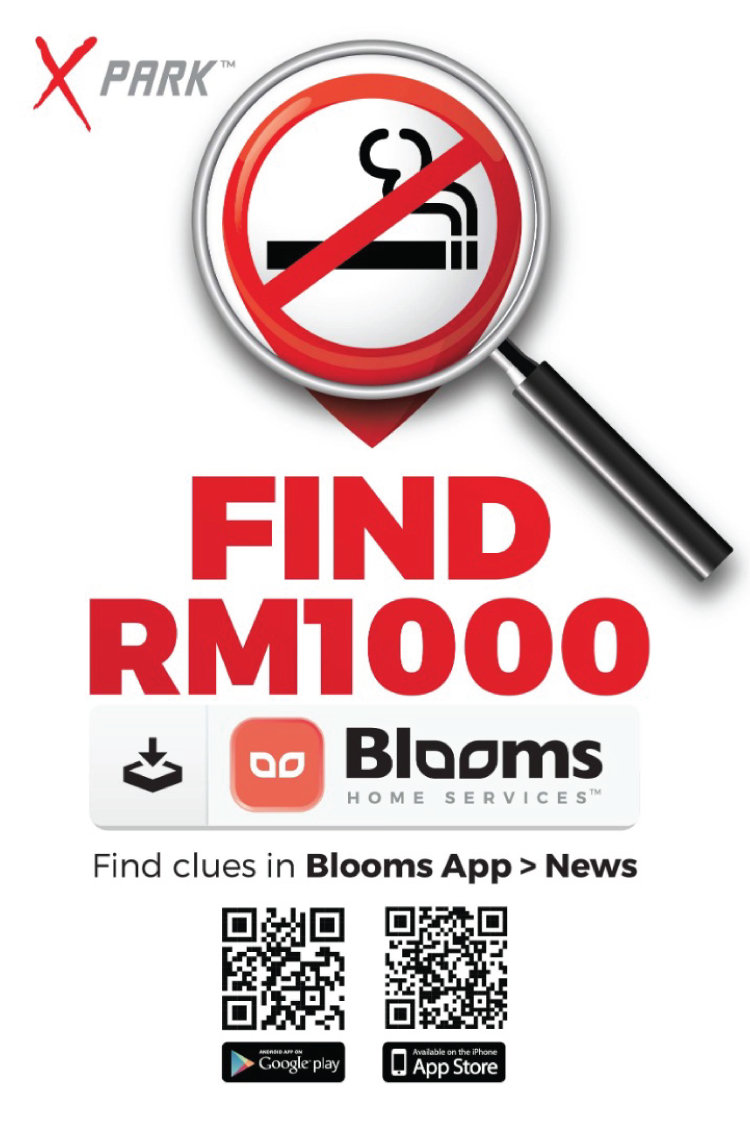 X PARK™
FIND
RM1000
Blooms
HOME SERVICES™
Find clues in Blooms App > News
ANDROID APP ON
Google play
Available on the iPhone
App Store